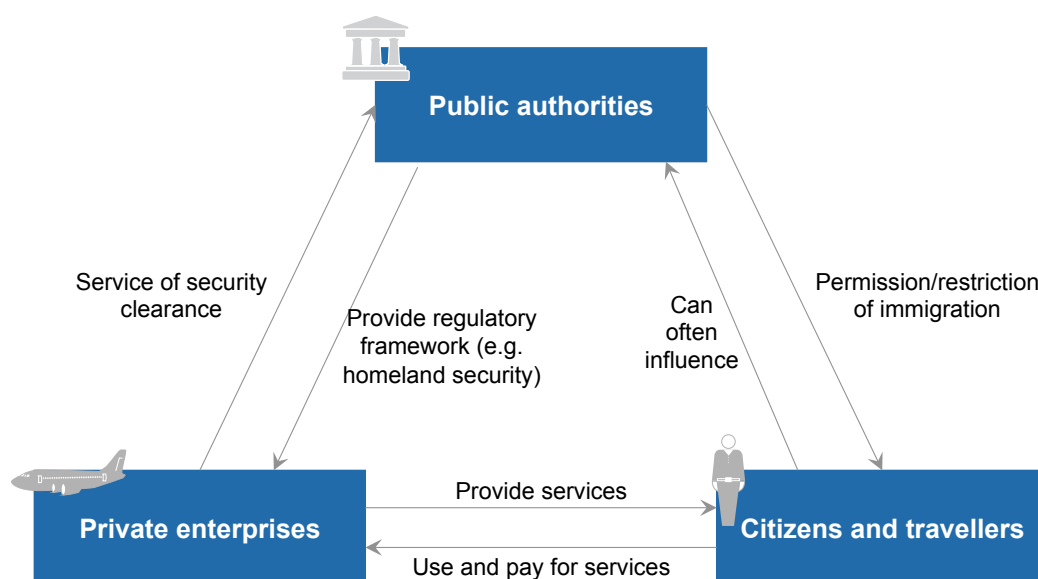 Public authorities
Service of security
clearance
Provide regulatory
framework (e.g.
homeland security)
Can
often
influence
Permission/restriction
of immigration
Private enterprises
Provide services
Use and pay for services
Citizens and travellers